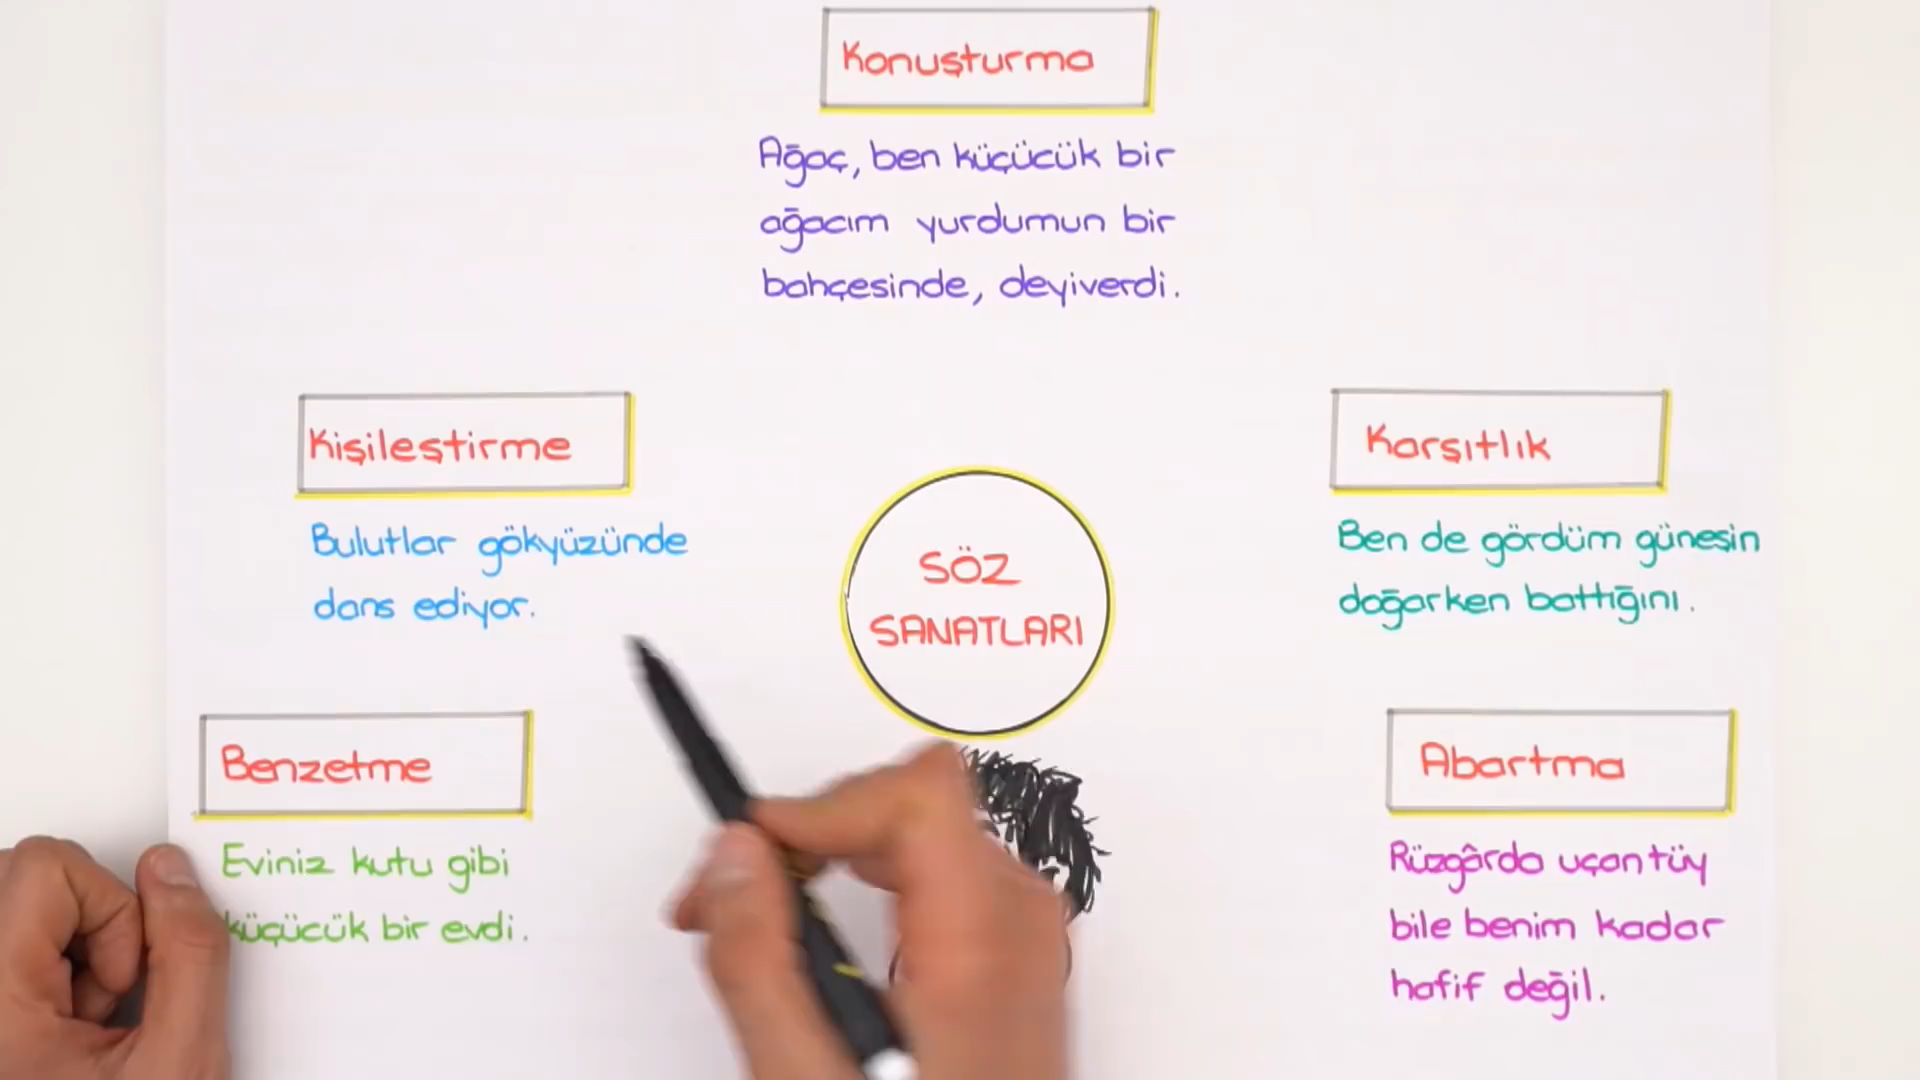 Konuşturma
Ağaç, ben küçücük bir
ağacım yurdumun bir
bahçesinde, deyiverdi.
Kişileştirme
Bulutlar gökyüzünde
dans ediyor.
Benzetme
Eviniz kutu gibi
küçücük bir evdi.
SÖZ
SANATLARI
Karşıtlık
Ben de gördüm güneşin
doğarken battığını.
Abartma
Rüzgârda uçan tüy
bile benim kadar
hafif değil.